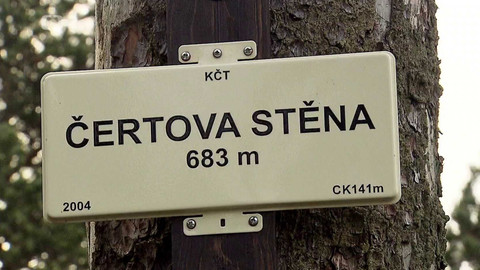 KČT
ČERTOVA STĚNA
683 m
2004 CK141m